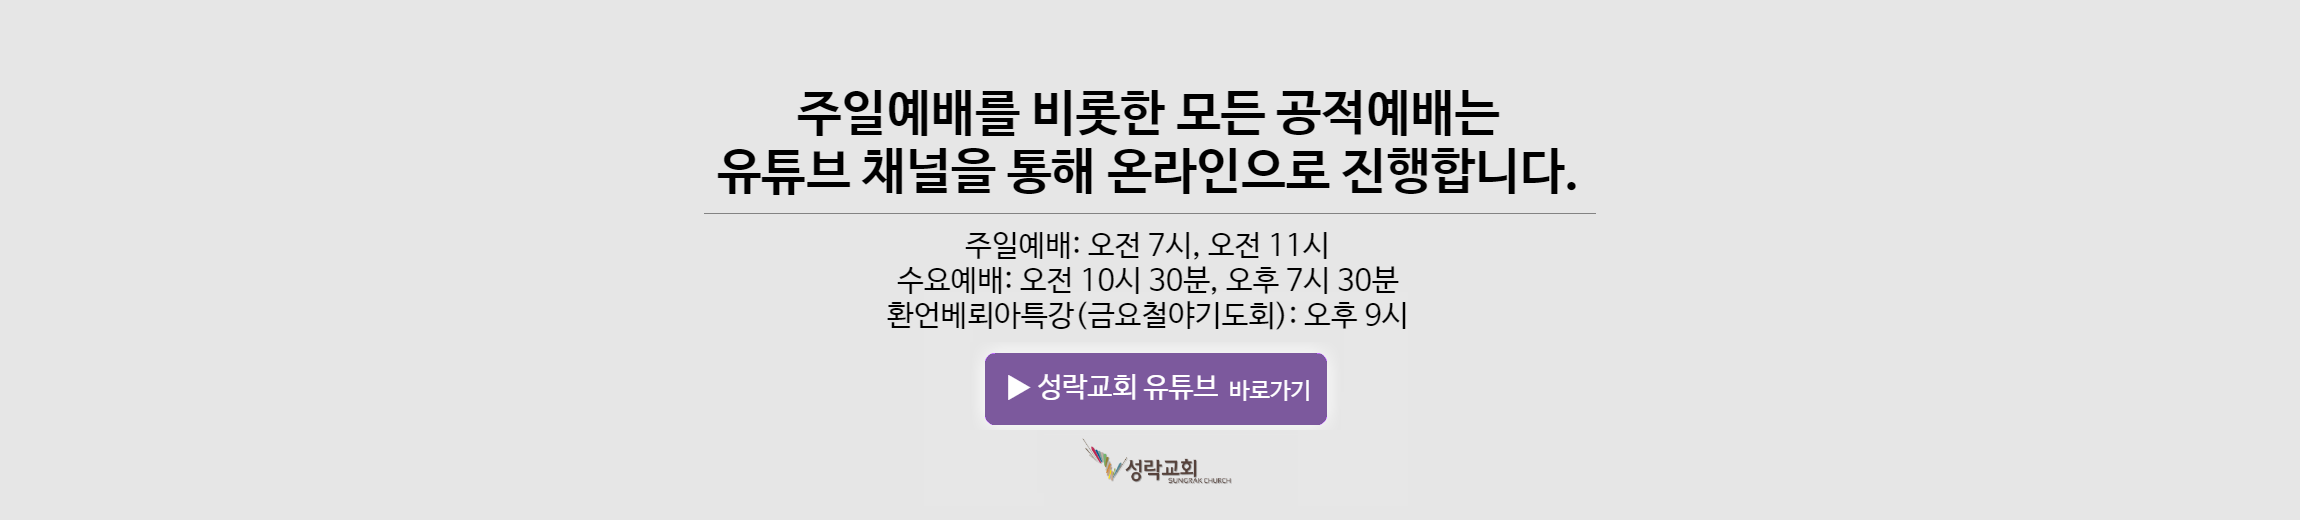 주일예배를 비롯한 모든 공적예배는
유튜브 채널을 통해 온라인으로 진행합니다.
주일예배: 오전 7시, 오전 11시
수요예배: 오전 10시 30분, 오후 7시 30분
환언베뢰아특강(금요철야기도회): 오후 9시
▶ 성락교회 유튜브 바로가기
성락교회
SUNGRAK CHURCH